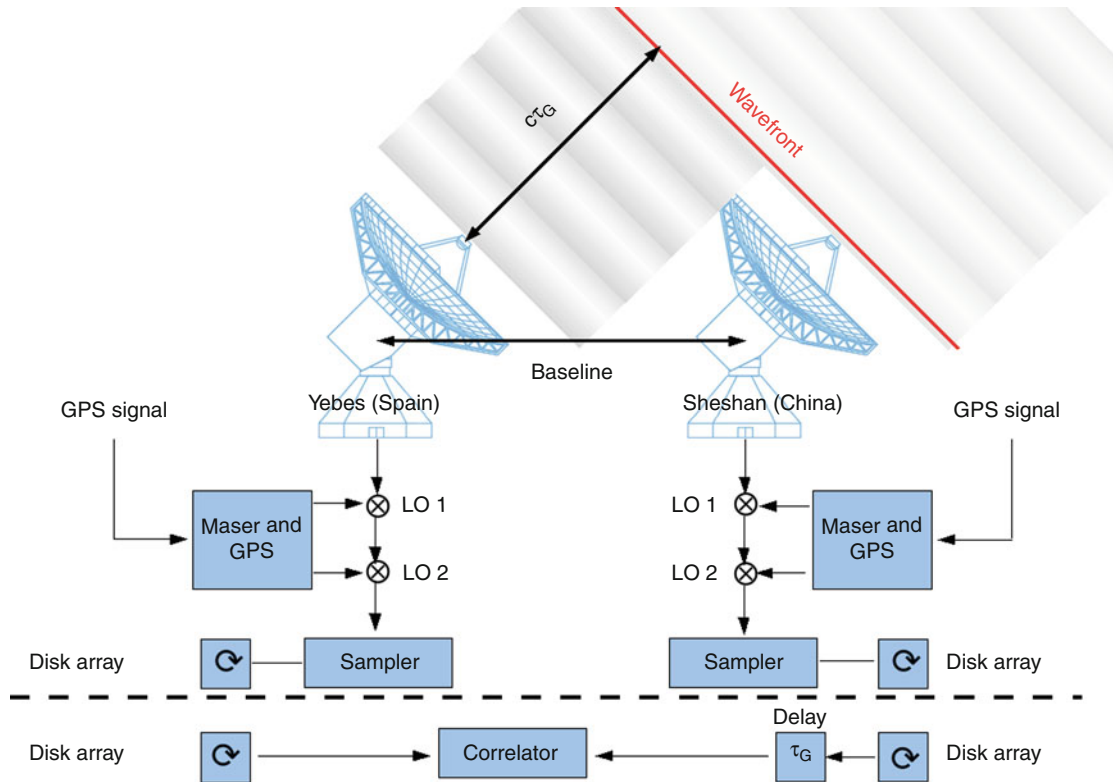 cτG
Wavefront
Baseline
Yebes (Spain)
Sheshan (China)
GPS signal
GPS signal
LO 1
LO 1
Maser and
GPS
Maser and
GPS
LO 2
LO 2
Disk array
Sampler
Sampler
Disk array
Delay
Disk array
Correlator
τG
Disk array